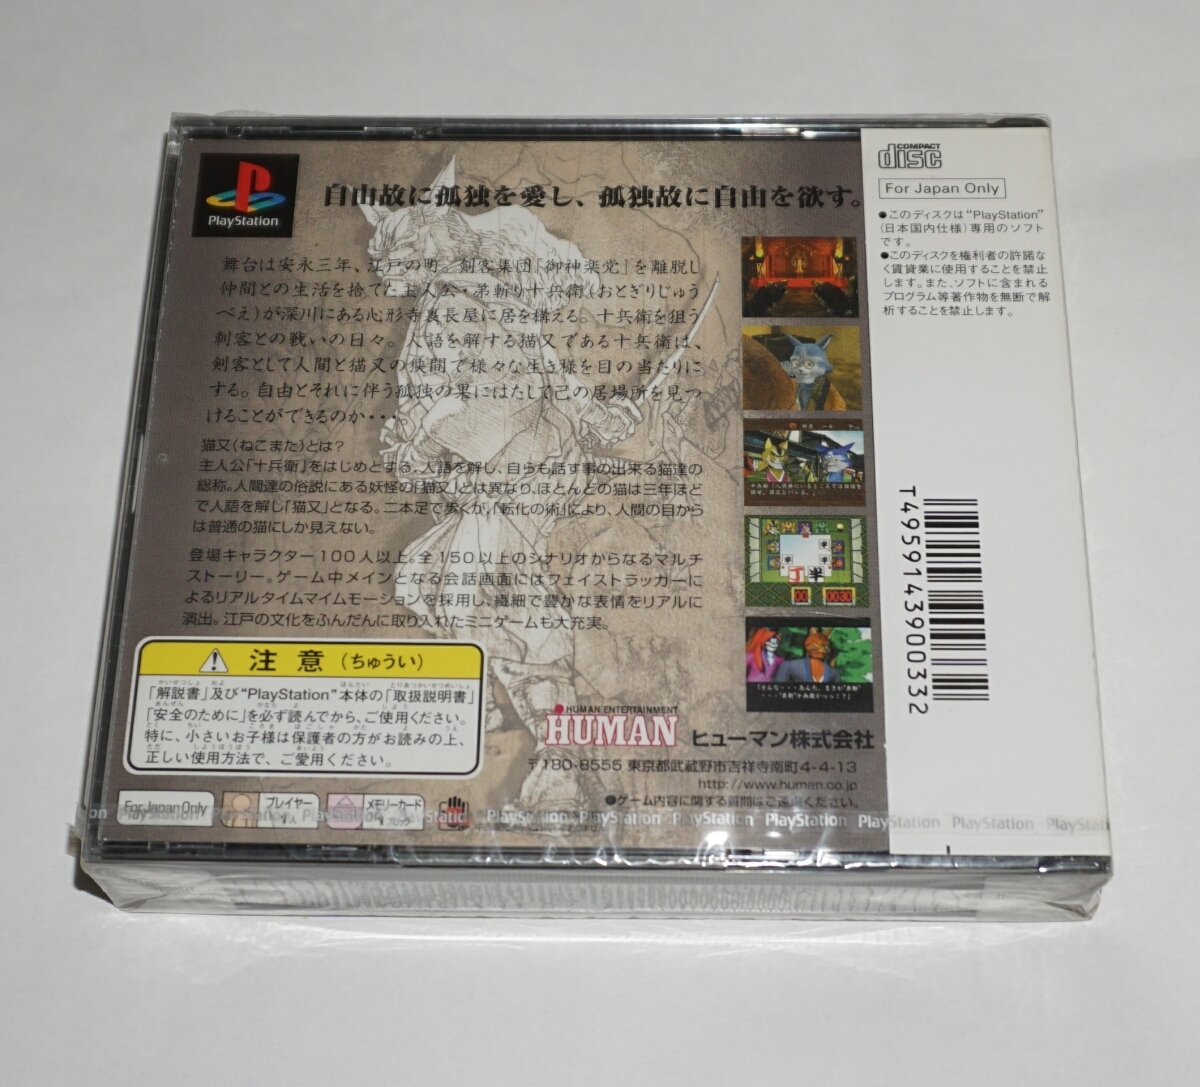 PlayStation
自由故に孤独を愛し、孤独故に自由を欲す。
舞台は安永三年、江戸の町。剣客集団「御神楽党」を離脱し
仲間との生活を捨てた主人公・弟斬り十兵衛(おとぎりじゅう
べえ)が深川にある心形寺裏長屋に居を構える。十兵衛を狙う
刺客との戦いの日々。人語を解する猫又である十兵衛は、
剣客として人間と猫又の狭間で様々な生き様を目の当たりに
する。自由とそれに伴う孤独の果にはたして己の居場所を見つ
けることができるのか・・・
猫又(ねこまた)とは?
主人公「十兵衛」をはじめとする、人語を解し、自らも話す事の出来る猫達の
総称。人間達の俗説にある妖怪の「猫又」とは異なり、ほとんどの猫は三年ほど
で人語を解し「猫又」となる。二本足で歩くが、「転化の術」により、人間の目から
は普通の猫にしか見えない。
登場キャラクター100人以上。全150以上のシナリオからなるマルチ
ストーリー。ゲーム中メインとなる会話画面にはフェイストラッカーに
よるリアルタイムマイムモーションを採用し、繊細で豊かな表情をリアルに
演出。江戸の文化をふんだんに取り入れたミニゲームも大充実。
注意(ちゅうい)
「解説書」及び"PlayStation"本体の「取扱説明書」
「安全のために」を必ず読んでから、ご使用ください。
特に、小さいお子様は保護者の方がお読みの上、
正しい使用方法で、ご愛用ください。
HUMAN ENTERTAINMENT
HUMAN ヒューマン株式会社
〒180-8555 東京都武蔵野市吉祥寺南町4-4-13
http://www.human.co.jp
●ゲーム内容に関する質問はご遠慮ください。
For Japan Only
プレイヤー
1人
メモリーカード
ブロック
PlayStation PlayStation PlayStation PlayStation PlayStation PlayStation PlayStation
丁 半
00 0030
COMPACT
disc
For Japan Only
●このディスクは"PlayStation"
(日本国内仕様)専用のソフト
です。
●このディスクを権利者の許諾な
く賃貸業に使用することを禁止
します。また、ソフトに含まれる
プログラム等著作物を無断で解
析することを禁止します。
T4959143900332